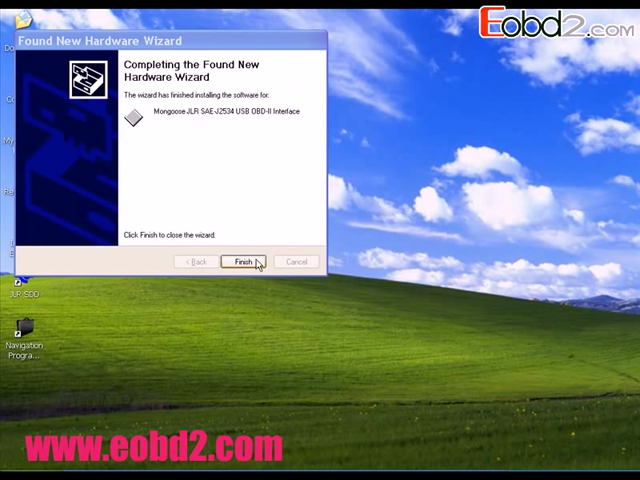 Eobd2.com
Found New Hardware Wizard
Completing the Found New
Hardware Wizard
The wizard has finished installing the software for:
Mongoose JLR SAE-J2534 USB OBD-II Interface
Click Finish to close the wizard.
< Back
Finish
Cancel
JLR SDD
Navigation
Progra...
www.eobd2.com